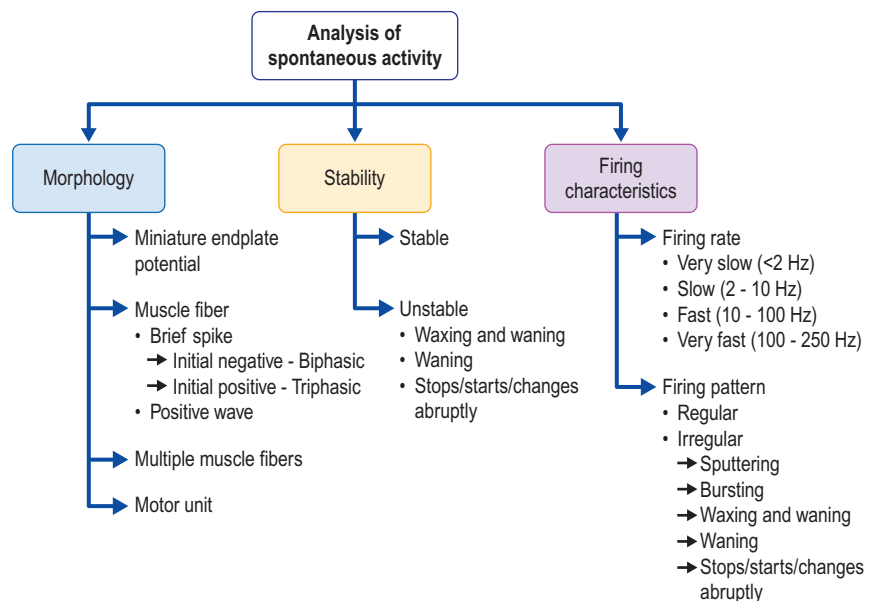 Analysis of
spontaneous activity
Morphology
Miniature endplate
potential
Muscle fiber
• Brief spike
→ Initial negative - Biphasic
→ Initial positive - Triphasic
• Positive wave
Multiple muscle fibers
Motor unit
Stability
Stable
Unstable
• Waxing and waning
• Waning
• Stops/starts/changes
abruptly
Firing
characteristics
Firing rate
• Very slow (<2 Hz)
• Slow (2 - 10 Hz)
• Fast (10 - 100 Hz)
• Very fast (100 - 250 Hz)
Firing pattern
• Regular
• Irregular
→ Sputtering
→ Bursting
→ Waxing and waning
→ Waning
→ Stops/starts/changes
abruptly